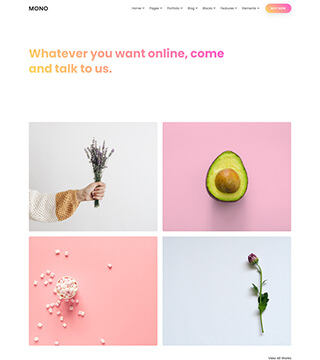 MONO
Home Pages Portfolio Blog Blocks Features Elements BUY NOW
Whatever you want online, come
and talk to us.
View All Works